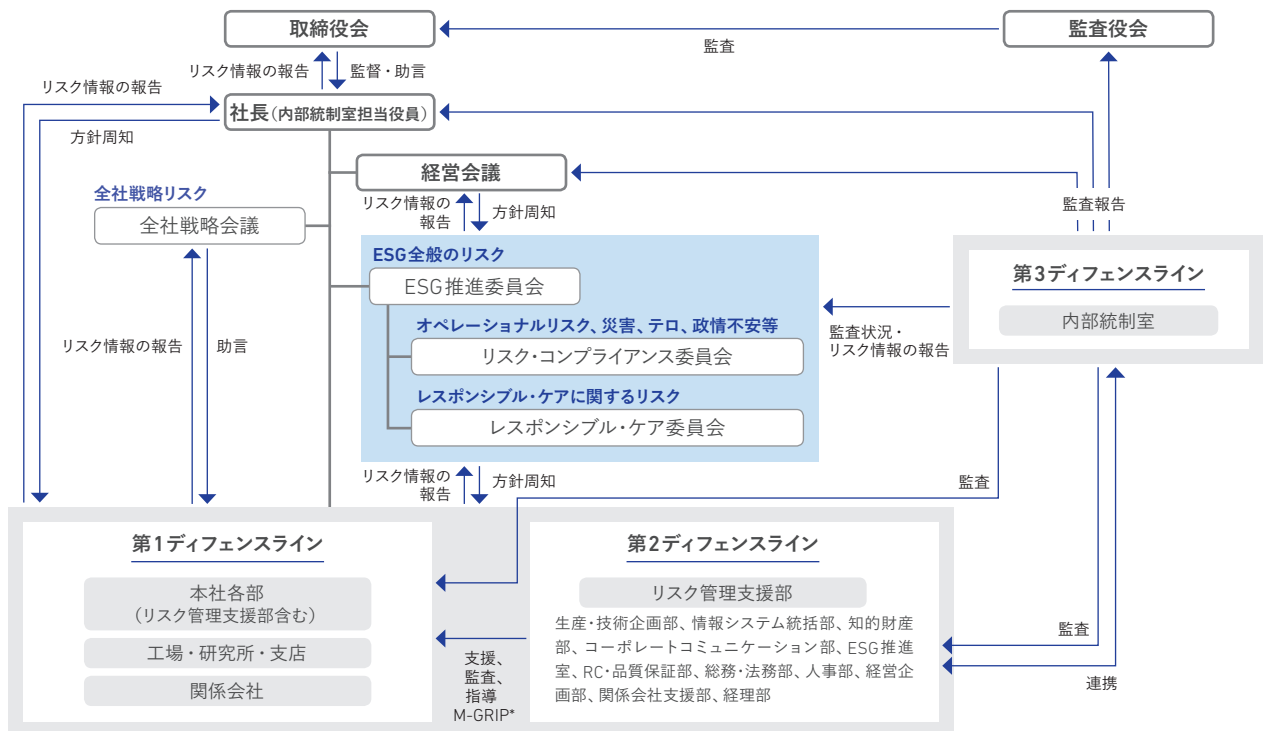 取締役会
監査役会
監査
リスク情報の報告
監督・助言
リスク情報の報告
社長（内部統制室担当役員）
方針周知
経営会議
全社戦略リスク
全社戦略会議
リスク情報の
報告
方針周知
監査報告
ESG全般のリスク
ESG推進委員会
オペレーショナルリスク、災害、テロ、政情不安等
リスク・コンプライアンス委員会
レスポンシブル・ケアに関するリスク
レスポンシブル・ケア委員会
第3ディフェンスライン
内部統制室
監査状況・
リスク情報の報告
リスク情報の報告
助言
リスク情報の
報告
方針周知
監査
第1ディフェンスライン
本社各部
（リスク管理支援部含む）
工場・研究所・支店
関係会社
支援、
監査、
指導
M-GRIP*
第2ディフェンスライン
リスク管理支援部
生産・技術企画部、情報システム統括部、知的財産
部、コーポレートコミュニケーション部、ESG推進
室、RC・品質保証部、総務・法務部、人事部、経営企
画部、関係会社支援部、経理部
監査
連携